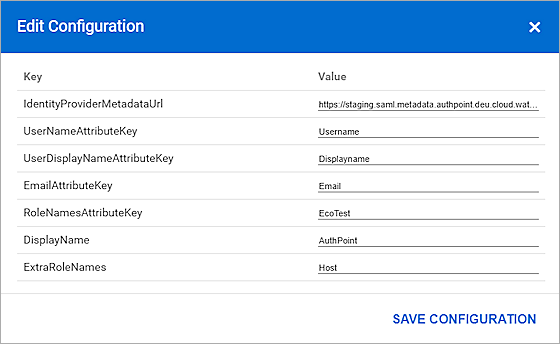 Edit Configuration ×
Key Value
IdentityProviderMetadataUrl https://staging.saml.metadata.authpoint.deu.cloud.wat...
UserNameAttributeKey Username
UserDisplayNameAttributeKey Displayname
EmailAttributeKey Email
RoleNamesAttributeKey EcoTest
DisplayName AuthPoint
ExtraRoleNames Host
SAVE CONFIGURATION